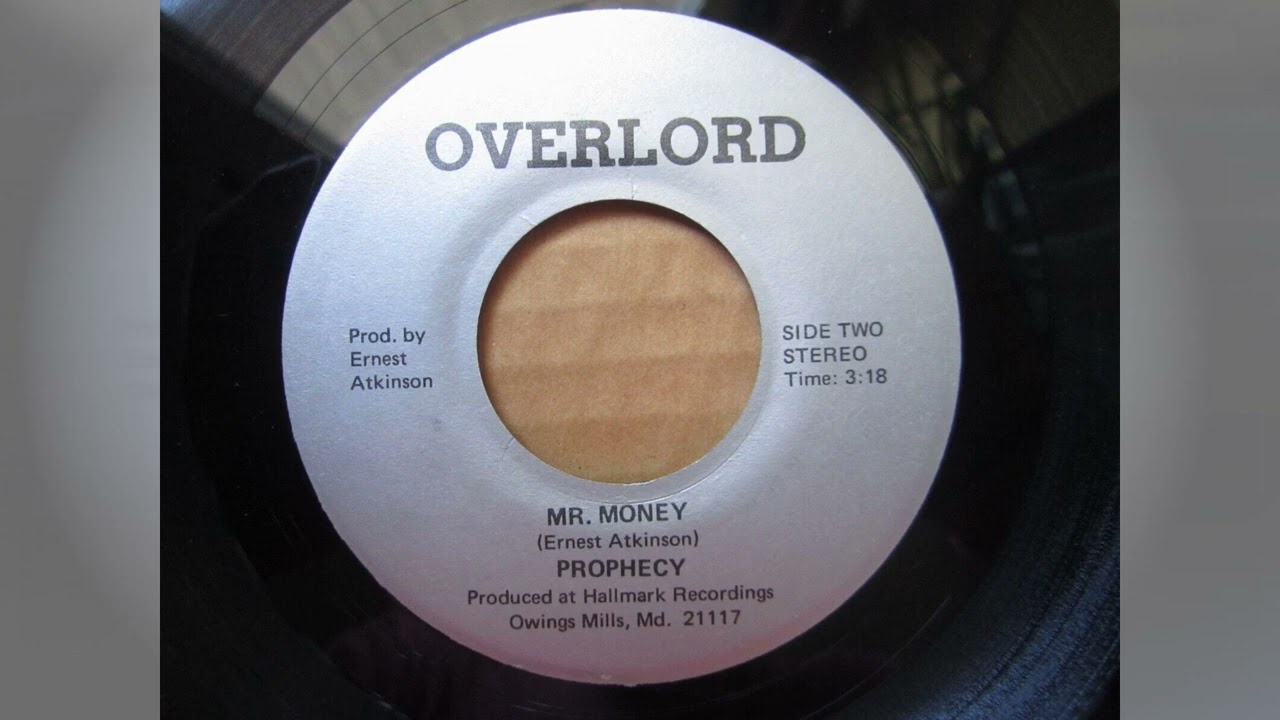 OVERLORD
Prod. by
Ernest
Atkinson
SIDE TWO
STEREO
Time: 3:18
MR. MONEY
(Ernest Atkinson)
PROPHECY
Produced at Hallmark Recordings
Owings Mills, Md. 21117